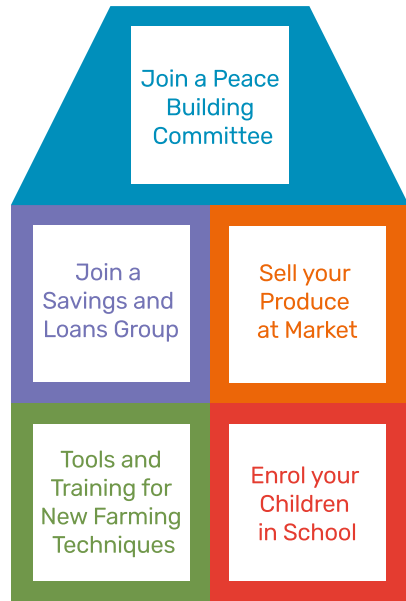 Join a Peace
Building
Committee
Join a
Savings and
Loans Group
Sell your
Produce
at Market
Tools and
Training for
New Farming
Techniques
Enrol your
Children
in School